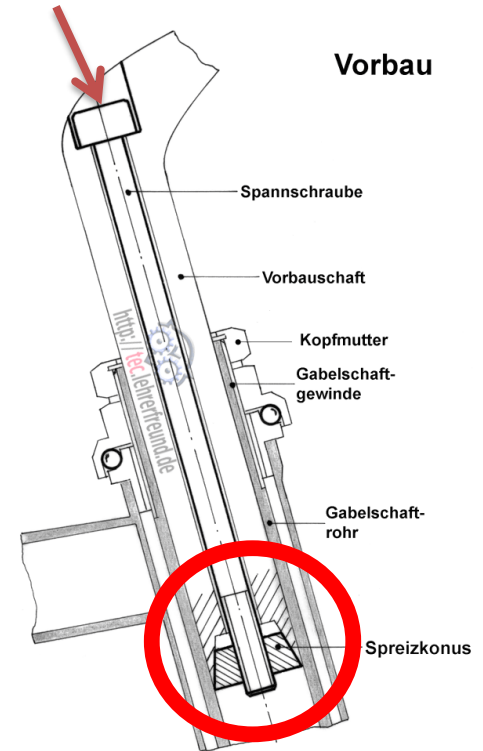 Vorbau
Spannschraube
Vorbauschaft
Kopfmutter
Gabelschaft-
gewinde
http://tec.lehrerfreund.de
Gabelschaft-
rohr
Spreizkonus